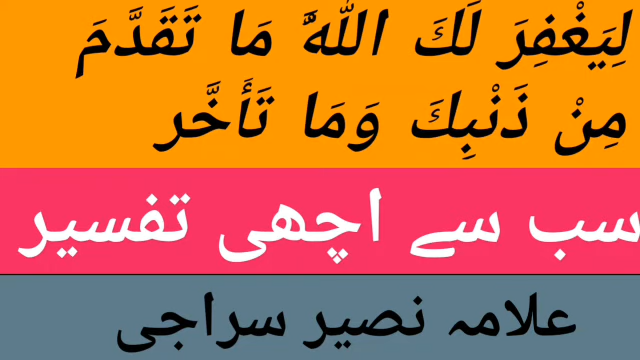 لِيَغْفِرَ لَكَ اللَّهُ مَا تَقَدَّمَ
مِنْ ذَنْبِكَ وَمَا تَأَخَّر
سب سے اچھی تفسیر
علامہ نصیر سراجی